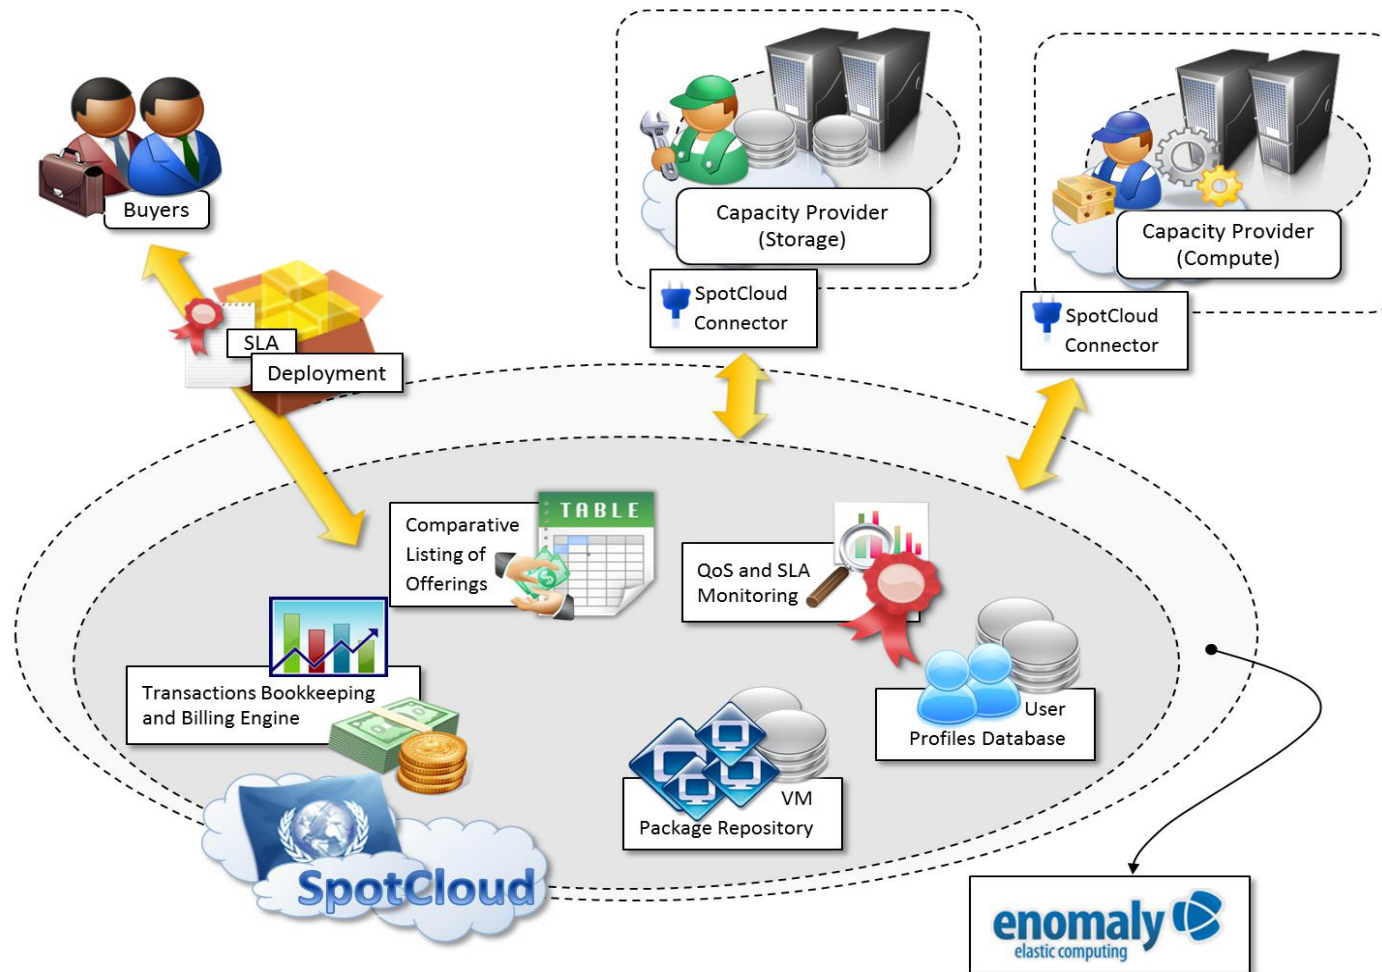 Buyers
Capacity Provider
(Storage)
Capacity Provider
(Compute)
SpotCloud
Connector
SpotCloud
Connector
SLA
Deployment
Comparative
Listing of
Offerings
TABLE
QoS and SLA
Monitoring
Transactions Bookkeeping
and Billing Engine
User
Profiles Database
VM
Package Repository
SpotCloud
enomaly
elastic computing